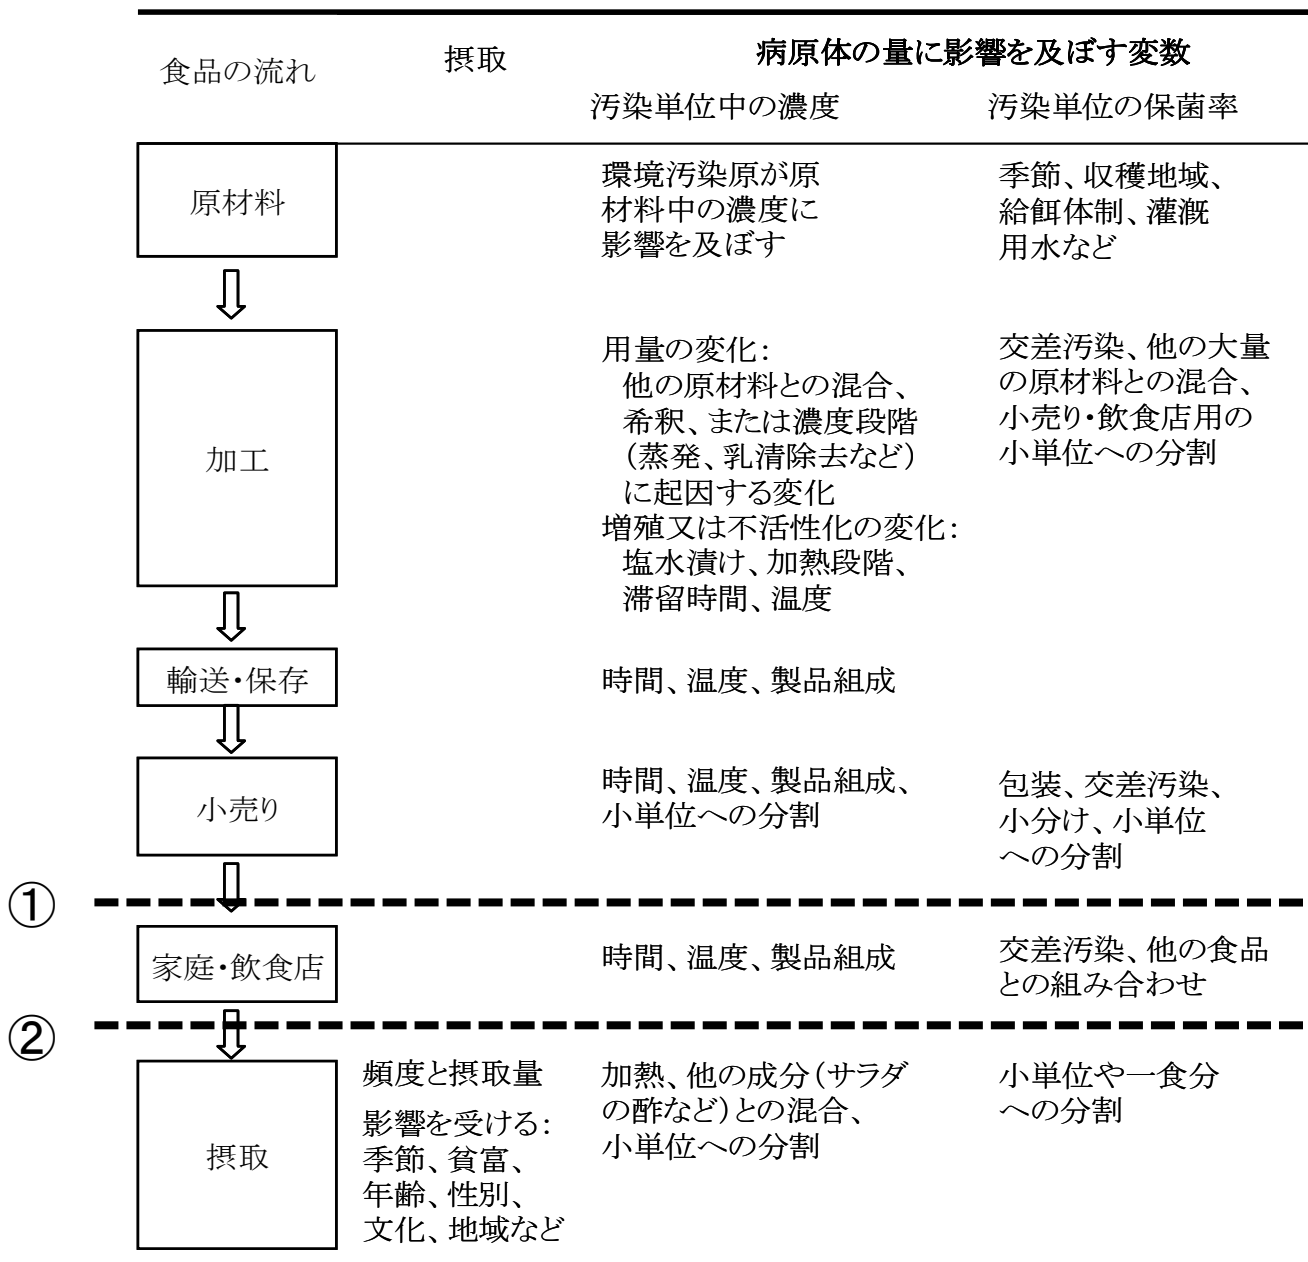 食品の流れ
摂取
病原体の量に影響を及ぼす変数
汚染単位中の濃度
汚染単位の保菌率
原材料
環境汚染原が原
材料中の濃度に
影響を及ぼす
季節、収穫地域、
給餌体制、灌漑
用水など
加工
用量の変化:
他の原材料との混合、
希釈、または濃度段階
(蒸発、乳清除去など)
に起因する変化
増殖又は不活性化の変化:
塩水漬け、加熱段階、
滞留時間、温度
交差汚染、他の大量
の原材料との混合、
小売り・飲食店用の
小単位への分割
輸送・保存
時間、温度、製品組成
小売り
時間、温度、製品組成、
小単位への分割
包装、交差汚染、
小分け、小単位
への分割
①
家庭・飲食店
時間、温度、製品組成
交差汚染、他の食品
との組み合わせ
②
摂取
頻度と摂取量
影響を受ける:
季節、貧富、
年齢、性別、
文化、地域など
加熱、他の成分(サラダ
の酢など)との混合、
小単位への分割
小単位や一食分
への分割